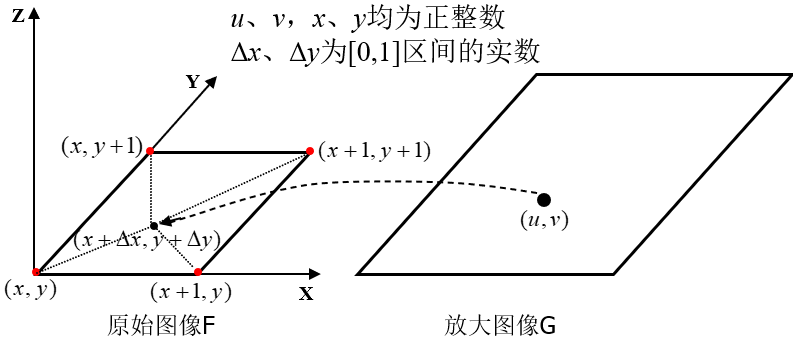 u、v，x、y均为正整数
Δx、Δy为[0,1]区间的实数
Z
Y
(x, y+1)
(x+1, y+1)
(x+Δx, y+Δy)
(u,v)
(x, y)
(x+1, y)
X
原始图像F
放大图像G